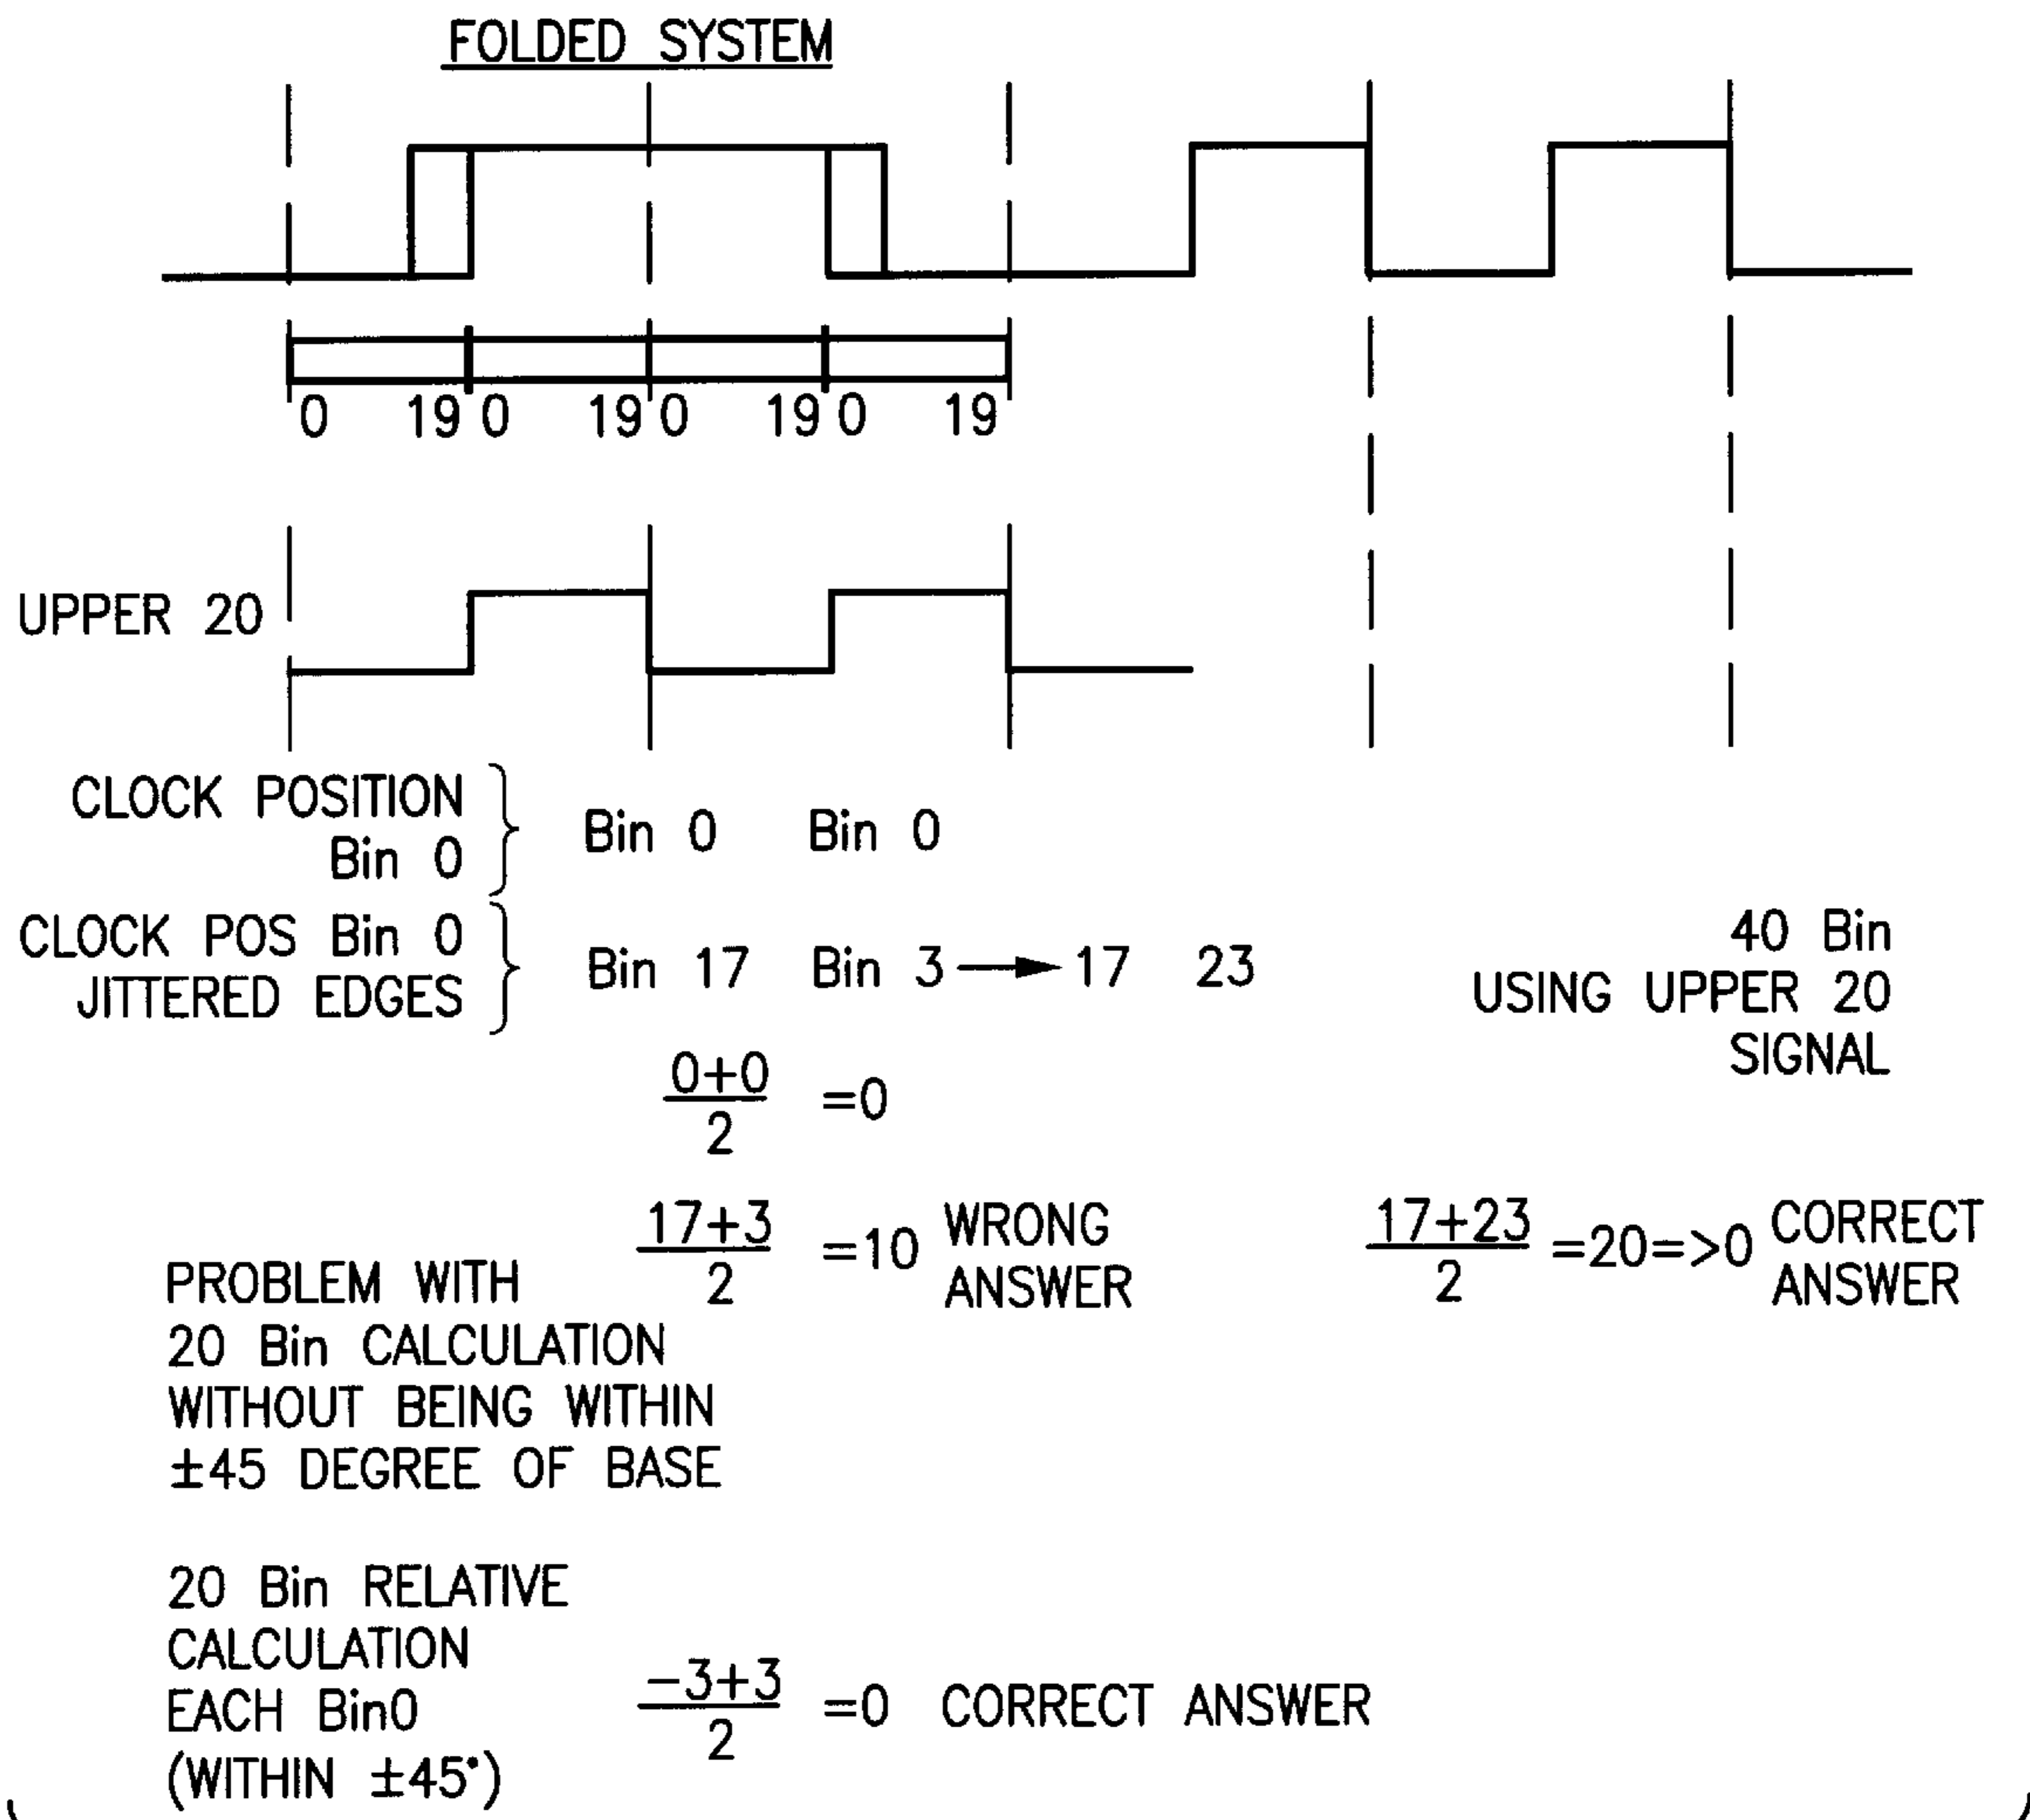 FOLDED SYSTEM
0 19 0 19 0 19 0 19
UPPER 20
CLOCK POSITION
Bin 0
Bin 0 Bin 0
CLOCK POS Bin 0
JITTERED EDGES
Bin 17 Bin 3 → 17 23
40 Bin
USING UPPER 20
SIGNAL
0+0
2
=0
17+3
2
=10
WRONG
ANSWER
17+23
2
=20=>0
CORRECT
ANSWER
PROBLEM WITH
20 Bin CALCULATION
WITHOUT BEING WITHIN
±45 DEGREE OF BASE
20 Bin RELATIVE
CALCULATION
EACH Bin0
(WITHIN ±45°)
-3+3
2
=0 CORRECT ANSWER